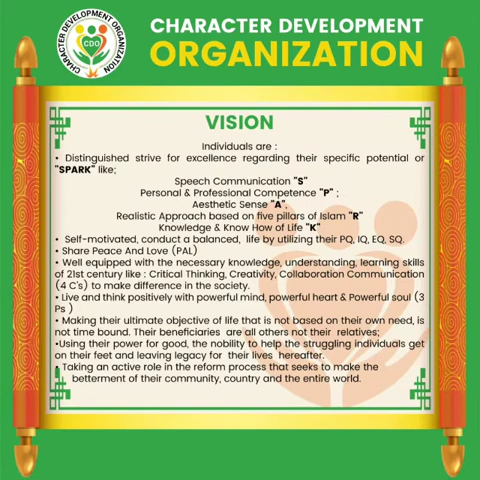 CHARACTER DEVELOPMENT ORGANIZATION
CDO
CHARACTER DEVELOPMENT
ORGANIZATION
VISION
Individuals are :
• Distinguished strive for excellence regarding their specific potential or
"SPARK" like;
Speech Communication "S"
Personal & Professional Competence "P" ;
Aesthetic Sense "A",
Realistic Approach based on five pillars of Islam "R"
Knowledge & Know How of Life "K"
• Self-motivated, conduct a balanced, life by utilizing their PQ, IQ, EQ, SQ.
• Share Peace And Love (PAL)
• Well equipped with the necessary knowledge, understanding, learning skills
of 21st century like : Critical Thinking, Creativity, Collaboration Communication
(4 C's) to make difference in the society.
• Live and think positively with powerful mind, powerful heart & Powerful soul (3
Ps )
• Making their ultimate objective of life that is not based on their own need, is
not time bound. Their beneficiaries are all others not their relatives;
•Using their power for good, the nobility to help the struggling individuals get
on their feet and leaving legacy for their lives hereafter.
• Taking an active role in the reform process that seeks to make the
betterment of their community, country and the entire world.